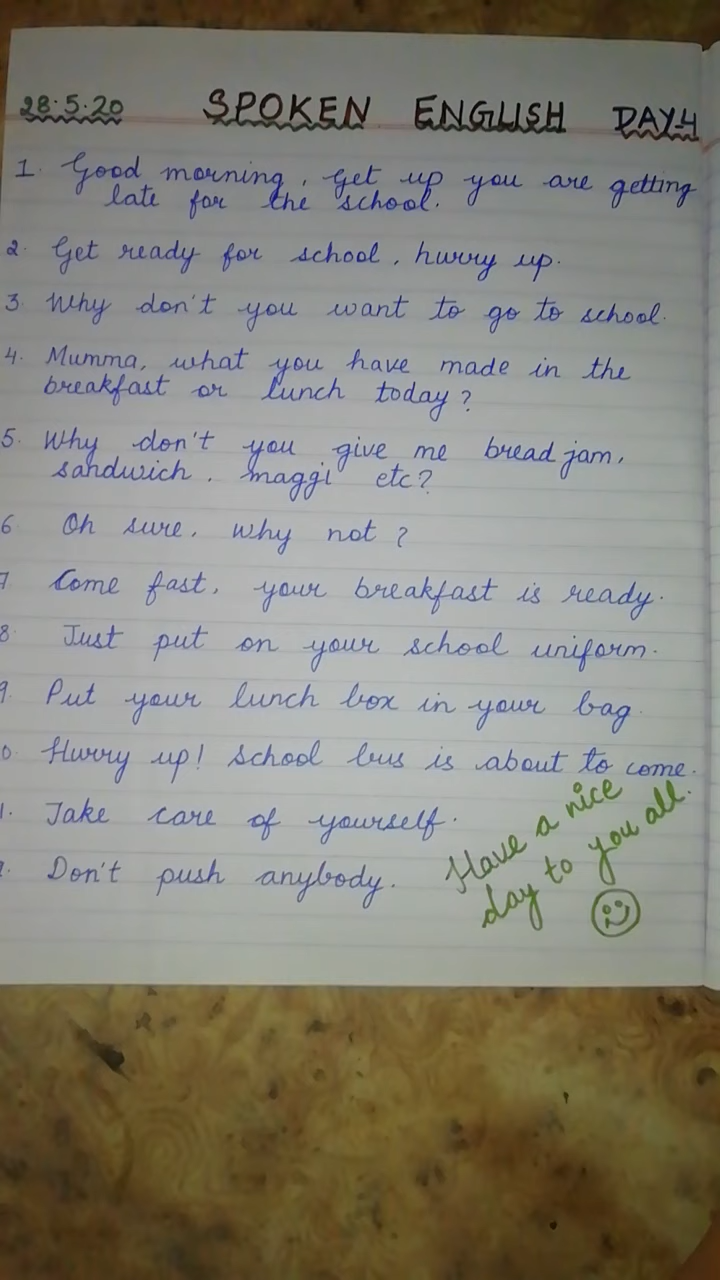 28.5.20 SPOKEN ENGLISH DAY-4
1. Good morning, Get up you are getting
late for the school.
2. Get ready for school, hurry up.
3 Why don't you want to go to school.
4. Mumma, what you have made in the
breakfast or lunch today?
5. Why don't you give me bread jam,
sandwich, maggi etc?
6 Oh sure, why not?
7. Come fast, your breakfast is ready.
8. Just put on your school uniform.
9. Put your lunch box in your bag.
0. Hurry up! School bus is about to come.
1. Take care of yourself.
Don't push anybody.
Have a nice
day to you all.